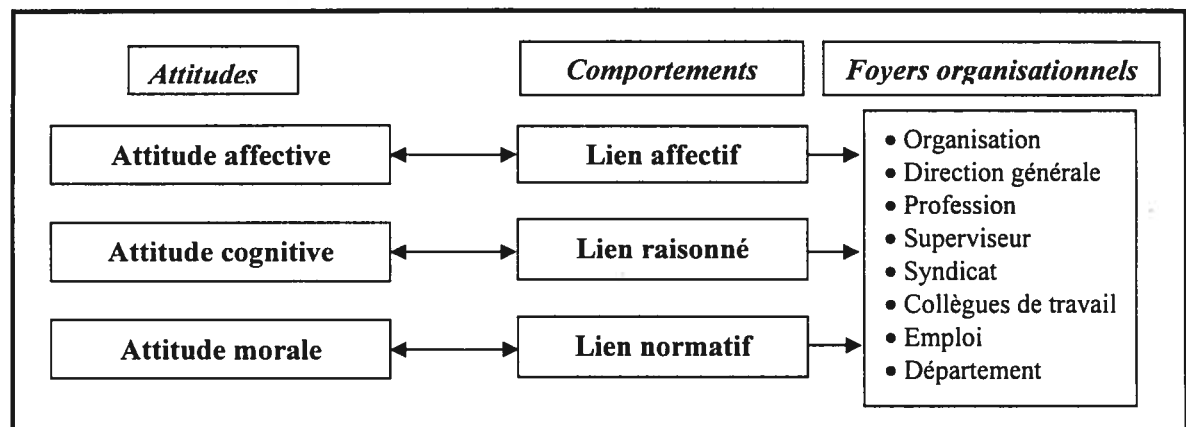 Attitudes
Comportements
Foyers organisationnels
Attitude affective
Lien affectif
Attitude cognitive
Lien raisonné
Attitude morale
Lien normatif
• Organisation
• Direction générale
• Profession
• Superviseur
• Syndicat
• Collègues de travail
• Emploi
• Département